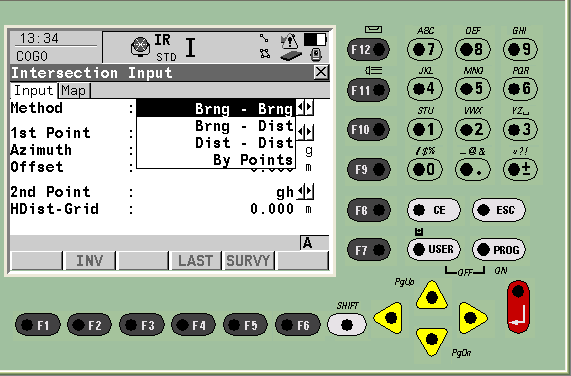 13:34
IR
STD
I
COGO
Intersection Input
Input Map
Method : Brng - Brng
Brng - Dist
1st Point :
Dist - Dist
Azimuth : g
By Points
Offset : 0.000 m
2nd Point : gh
HDist-Grid : 0.000 m
A
INV LAST SURVY
F1 F2 F3 F4 F5 F6
SHIFT
F12
F11
F10
F9
F8
F7
ABC DEF GHI
7 8 9
JKL MNO PQR
4 5 6
STU VWX YZ
1 2 3
/$% _@& *?!
0 . ±
CE ESC
USER PROG
OFF ON
PgUp
PgDn